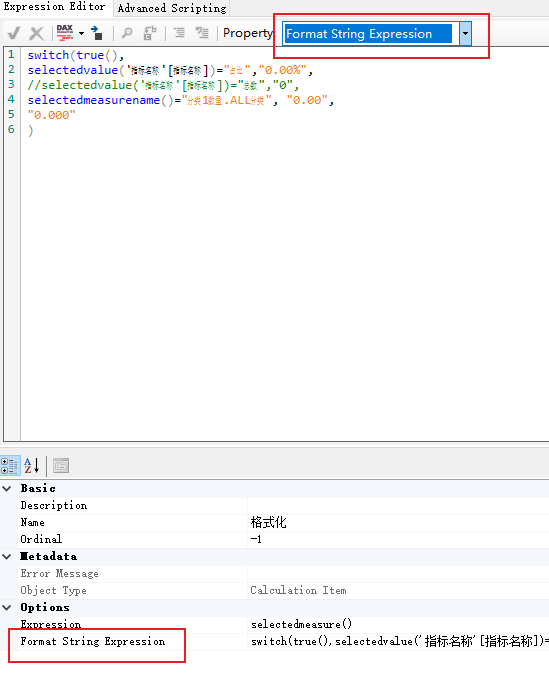 Expression Editor Advanced Scripting
DAX Property: Format String Expression
1 switch(true(),
2 selectedvalue('指标名称'[指标名称])="占比","0.00%",
3 //selectedvalue('指标名称'[指标名称])="总数","0",
4 selectedmeasurename()="分类1数量.ALL分类", "0.00",
5 "0.000"
6 )
Basic
Description
Name 格式化
Ordinal -1
Metadata
Error Message
Object Type Calculation Item
Options
Expression selectedmeasure()
Format String Expression switch(true(),selectedvalue('指标名称'[指标名称])=